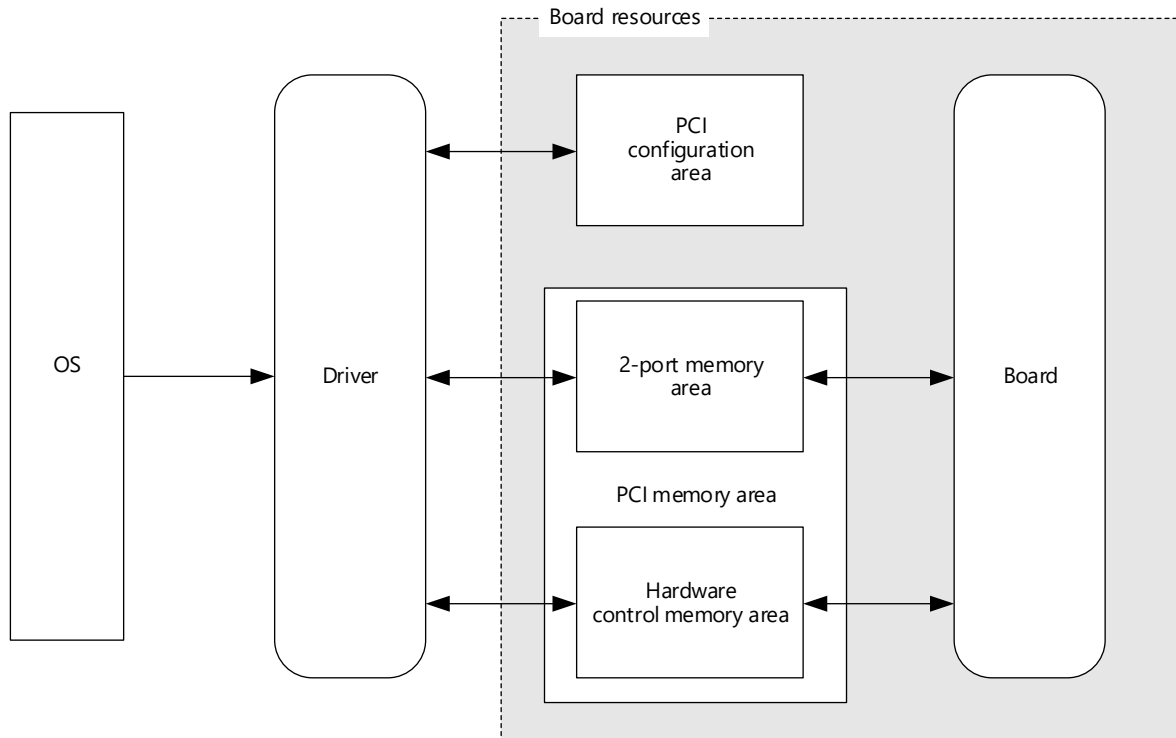 Board resources
PCI
configuration
area
OS
Driver
2-port memory
area
Board
PCI memory area
Hardware
control memory area